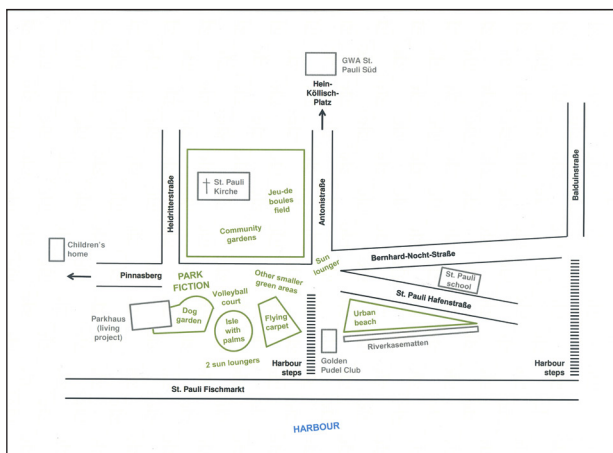 GWA St.
Pauli Süd
Hein-
Köllisch-
Platz
Heidritterstraße
St. Pauli
Kirche
Jeu-de
boules
field
Community
gardens
Antonistraße
Balduinstraße
Children's
home
Pinnasberg
PARK
FICTION
Volleyball
court
Other smaller
green areas
Sun
lounger
Bernhard-Nocht-Straße
St. Pauli
school
St. Pauli Hafenstraße
Parkhaus
(living
project)
Dog
garden
Isle
with
palms
Flying
carpet
Urban
beach
2 sun loungers
Harbour
steps
Golden
Pudel Club
Riverkasematten
Harbour
steps
St. Pauli Fischmarkt
HARBOUR